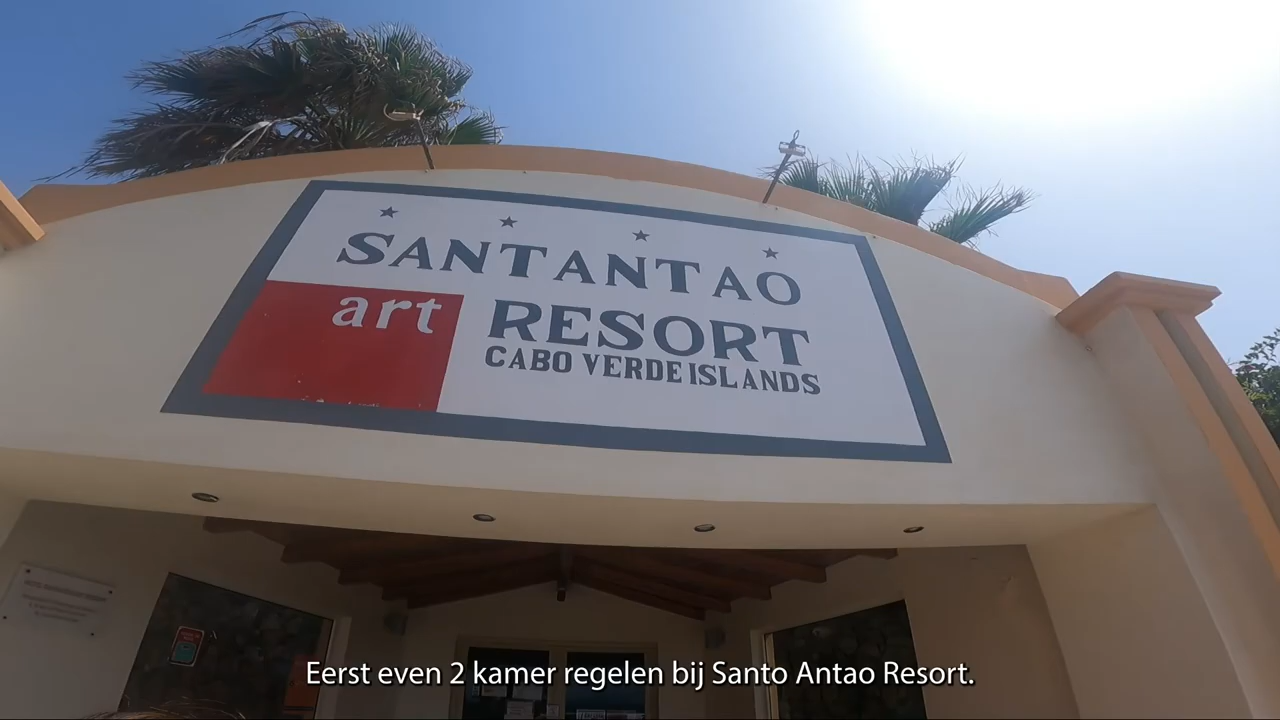 SANTANTAO
art RESORT
CABO VERDE ISLANDS
Eerst even 2 kamer regelen bij Santo Antao Resort.